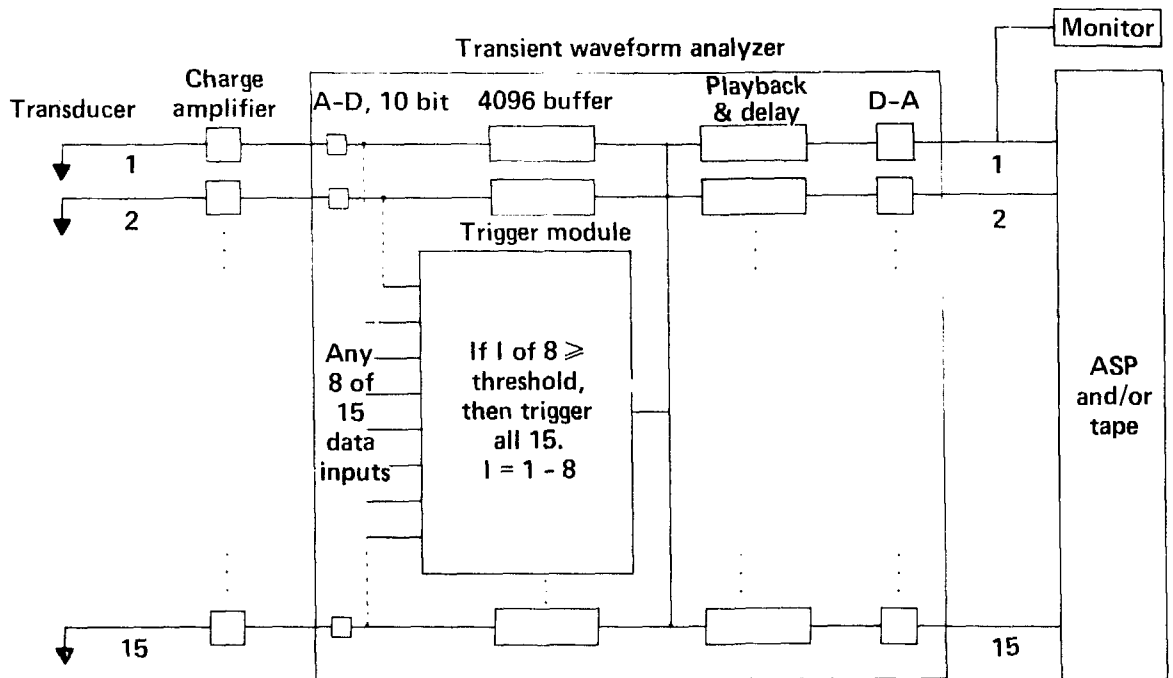 Monitor
Transient waveform analyzer
Charge
amplifier
Transducer
A-D, 10 bit
4096 buffer
Playback
& delay
D-A
1
1
2
2
Trigger module
Any
8 of
15
data
inputs
If I of 8 ⩾
threshold,
then trigger
all 15.
I = 1 - 8
ASP
and/or
tape
15
15